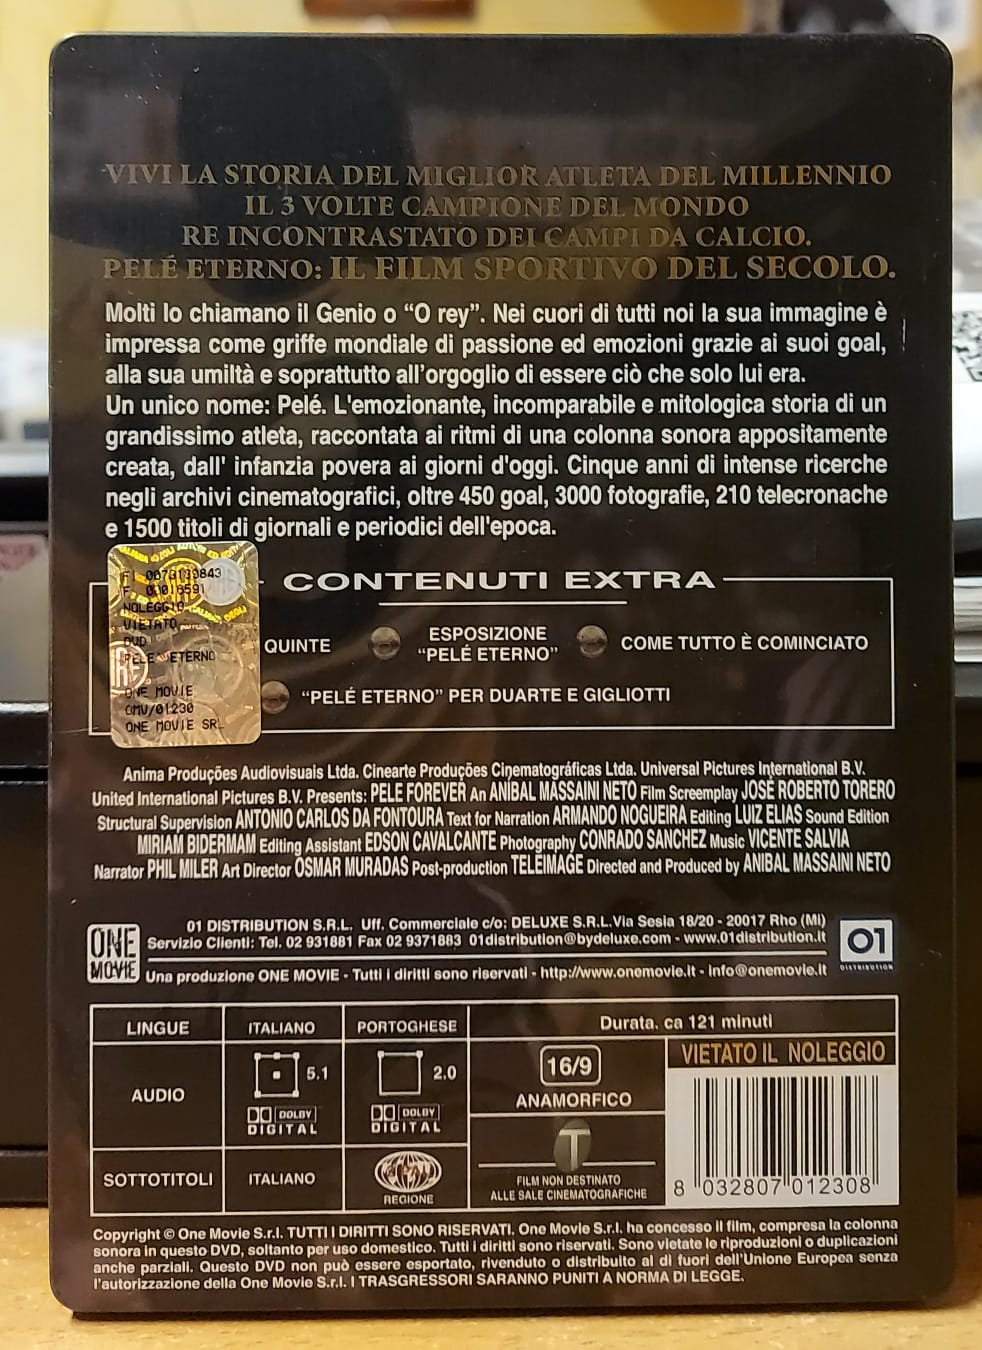 VIVI LA STORIA DEL MIGLIOR ATLETA DEL MILLENNIO
IL 3 VOLTE CAMPIONE DEL MONDO
RE INCONTRASTATO DEI CAMPI DA CALCIO.
PELÉ ETERNO: IL FILM SPORTIVO DEL SECOLO.
Molti lo chiamano il Genio o “O rey”. Nei cuori di tutti noi la sua immagine è
impressa come griffe mondiale di passione ed emozioni grazie ai suoi goal,
alla sua umiltà e soprattutto all’orgoglio di essere ciò che solo lui era.
Un unico nome: Pelé. L'emozionante, incomparabile e mitologica storia di un
grandissimo atleta, raccontata ai ritmi di una colonna sonora appositamente
creata, dall' infanzia povera ai giorni d'oggi. Cinque anni di intense ricerche
negli archivi cinematografici, oltre 450 goal, 3000 fotografie, 210 telecronache
e 1500 titoli di giornali e periodici dell'epoca.
NOLEGGIO
VIETATO
DVD
PELE' ETERNO
ONE MOVIE
OMV/01230
ONE MOVIE SRL
CONTENUTI EXTRA
QUINTE
ESPOSIZIONE
“PELÉ ETERNO”
COME TUTTO È COMINCIATO
“PELÉ ETERNO” PER DUARTE E GIGLIOTTI
Anima Produções Audiovisuais Ltda. Cinearte Produções Cinematográficas Ltda. Universal Pictures International B.V.
United International Pictures B.V. Presents: PELE FOREVER An ANIBAL MASSAINI NETO Film Screemplay JOSÉ ROBERTO TORERO
Structural Supervision ANTONIO CARLOS DA FONTOURA Text for Narration ARMANDO NOGUEIRA Editing LUIZ ELIAS Sound Edition
MIRIAM BIDERMAM Editing Assistant EDSON CAVALCANTE Photography CONRADO SANCHEZ Music VICENTE SALVIA
Narrator PHIL MILER Art Director OSMAR MURADAS Post-production TELEIMAGE Directed and Produced by ANIBAL MASSAINI NETO
ONE
MOVIE
01 DISTRIBUTION S.R.L. Uff. Commerciale c/o: DELUXE S.R.L.Via Sesia 18/20 - 20017 Rho (MI)
Servizio Clienti: Tel. 02 931881 Fax 02 9371883 01distribution@bydeluxe.com - www.01distribution.it
Una produzione ONE MOVIE - Tutti i diritti sono riservati - http://www.onemovie.it - info@onemovie.it
01
DISTRIBUTION
LINGUE
ITALIANO
PORTOGHESE
Durata. ca 121 minuti
AUDIO
5.1
DOLBY
DIGITAL
2.0
DOLBY
DIGITAL
16/9
ANAMORFICO
VIETATO IL NOLEGGIO
SOTTOTITOLI
ITALIANO
REGIONE
T
FILM NON DESTINATO
ALLE SALE CINEMATOGRAFICHE
8 032807 012308
Copyright © One Movie S.r.l. TUTTI I DIRITTI SONO RISERVATI. One Movie S.r.l. ha concesso il film, compresa la colonna
sonora in questo DVD, soltanto per uso domestico. Tutti i diritti sono riservati. Sono vietate le riproduzioni o duplicazioni
anche parziali. Questo DVD non può essere esportato, rivenduto o distribuito al di fuori dell'Unione Europea senza
l'autorizzazione della One Movie S.r.l. I TRASGRESSORI SARANNO PUNITI A NORMA DI LEGGE.